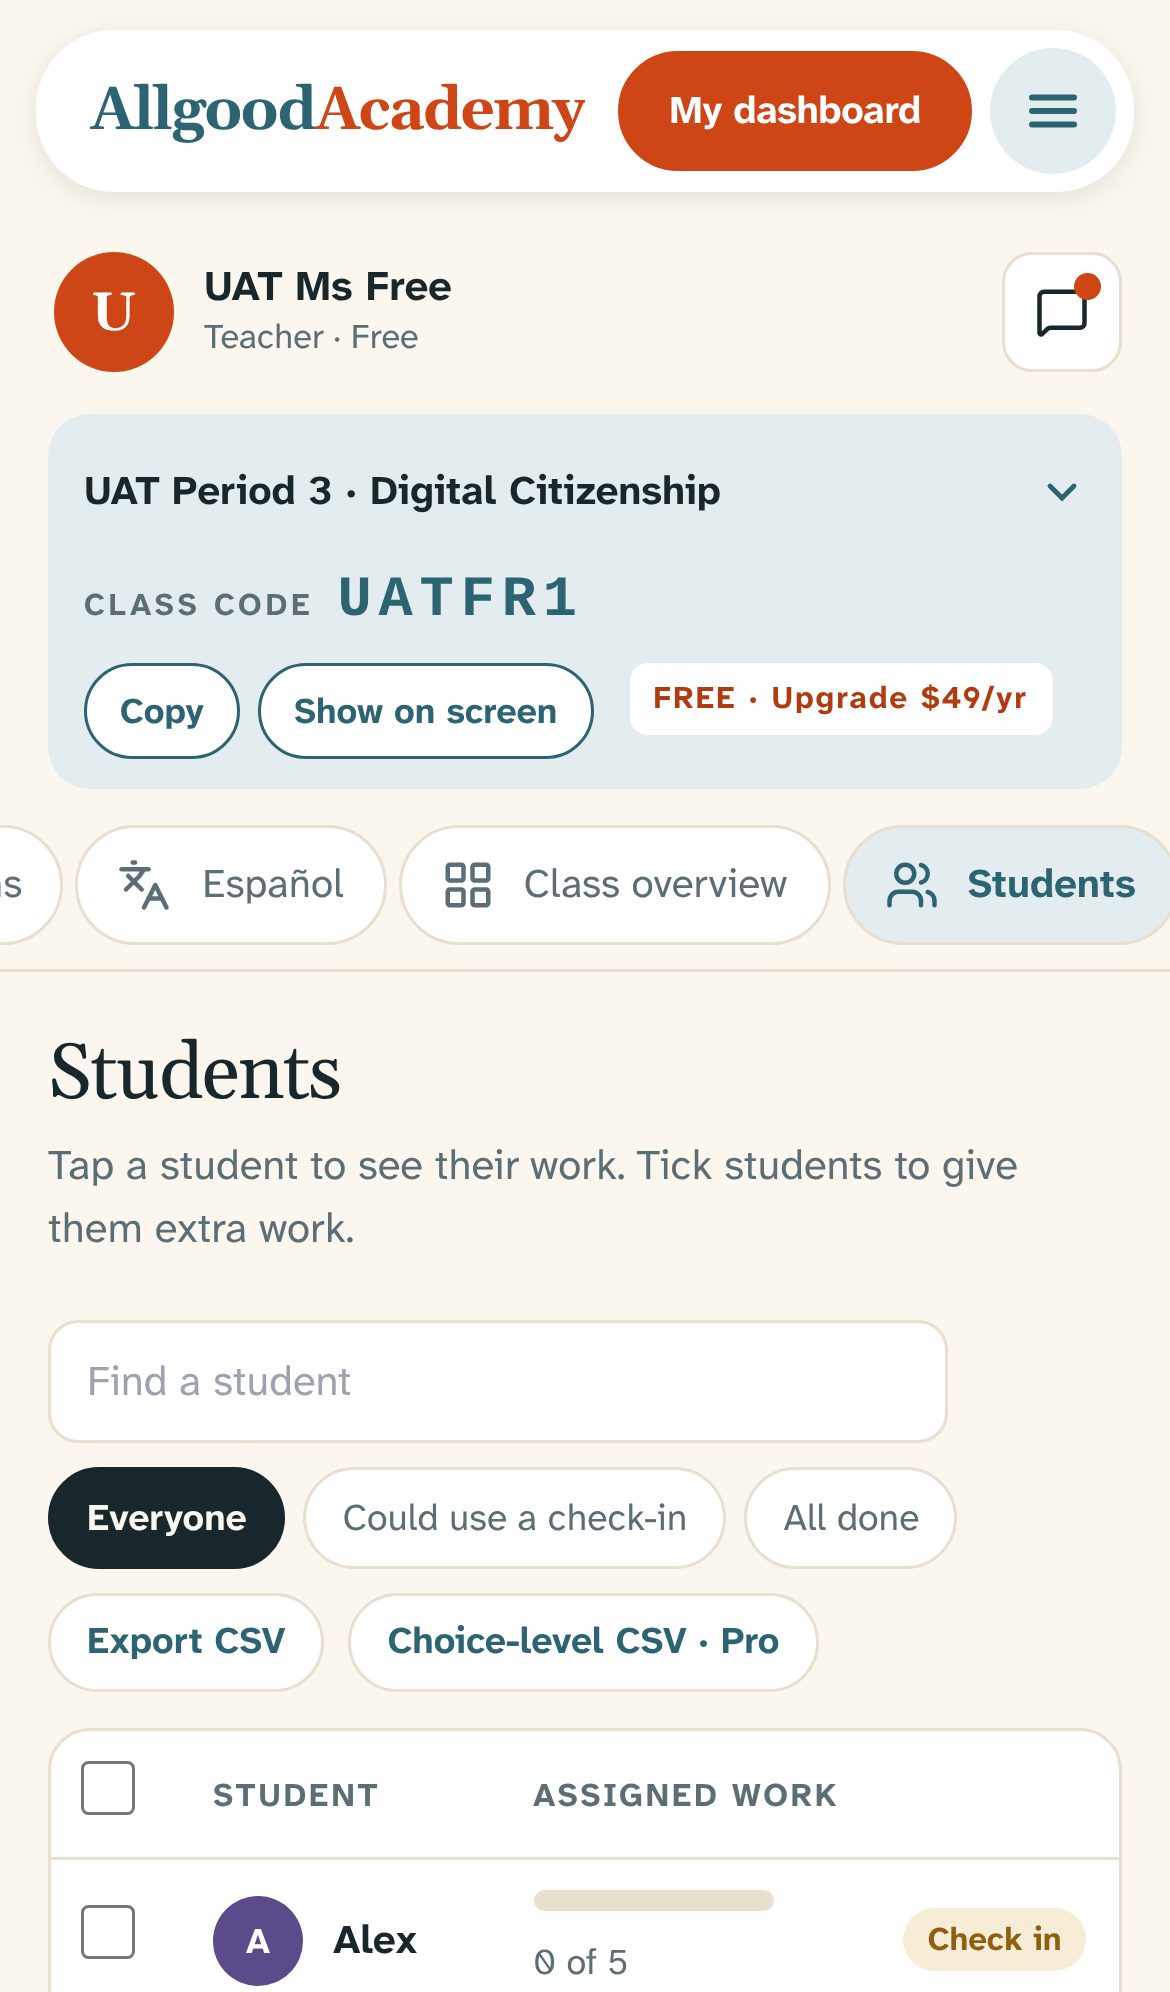 AllgoodAcademy My dashboard
U UAT Ms Free
Teacher · Free
UAT Period 3 · Digital Citizenship
CLASS CODE UATFR1
Copy Show on screen FREE · Upgrade $49/yr
s Español Class overview Students
Students
Tap a student to see their work. Tick students to give
them extra work.
Find a student
Everyone Could use a check-in All done
Export CSV Choice-level CSV · Pro
STUDENT ASSIGNED WORK
A Alex 0 of 5 Check in